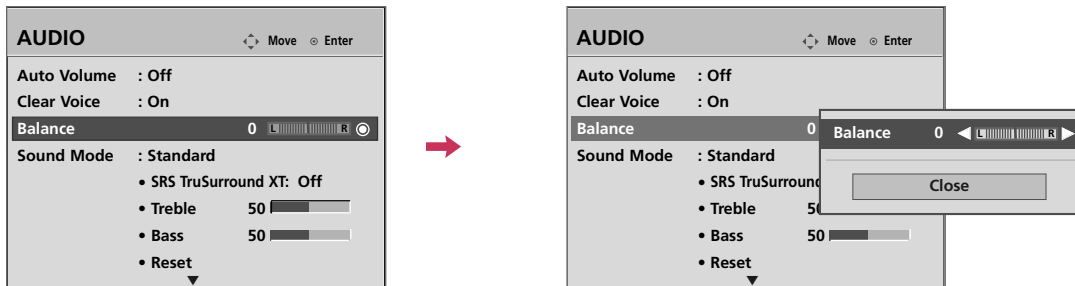 AUDIO Move Enter
Auto Volume : Off
Clear Voice : On
Balance 0 L R
Sound Mode : Standard
• SRS TruSurround XT: Off
• Treble 50
• Bass 50
• Reset
AUDIO Move Enter
Auto Volume : Off
Clear Voice : On
Balance 0
Sound Mode : Standard
• SRS TruSurround
• Treble 50
• Bass 50
• Reset
Balance 0 L R
Close